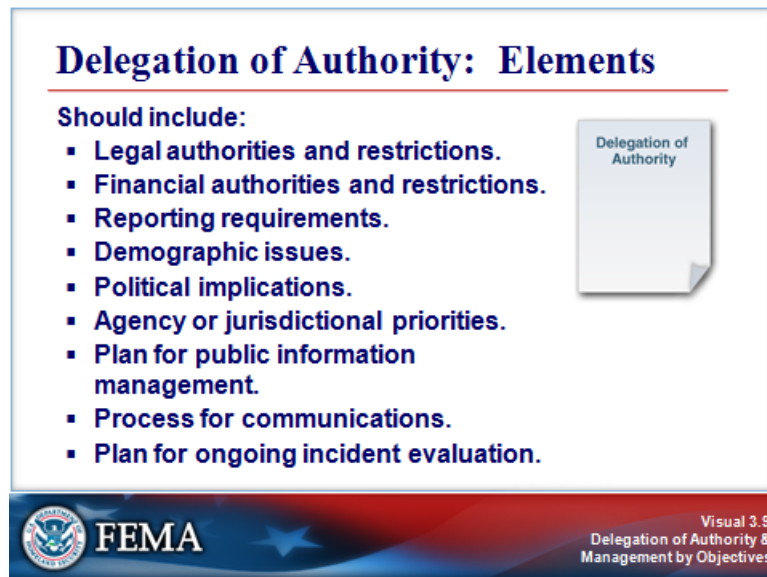 Delegation of Authority: Elements
Should include:
▪ Legal authorities and restrictions.
▪ Financial authorities and restrictions.
▪ Reporting requirements.
▪ Demographic issues.
▪ Political implications.
▪ Agency or jurisdictional priorities.
▪ Plan for public information
management.
▪ Process for communications.
▪ Plan for ongoing incident evaluation.
Delegation of
Authority
FEMA
Visual 3.9
Delegation of Authority &
Management by Objectives